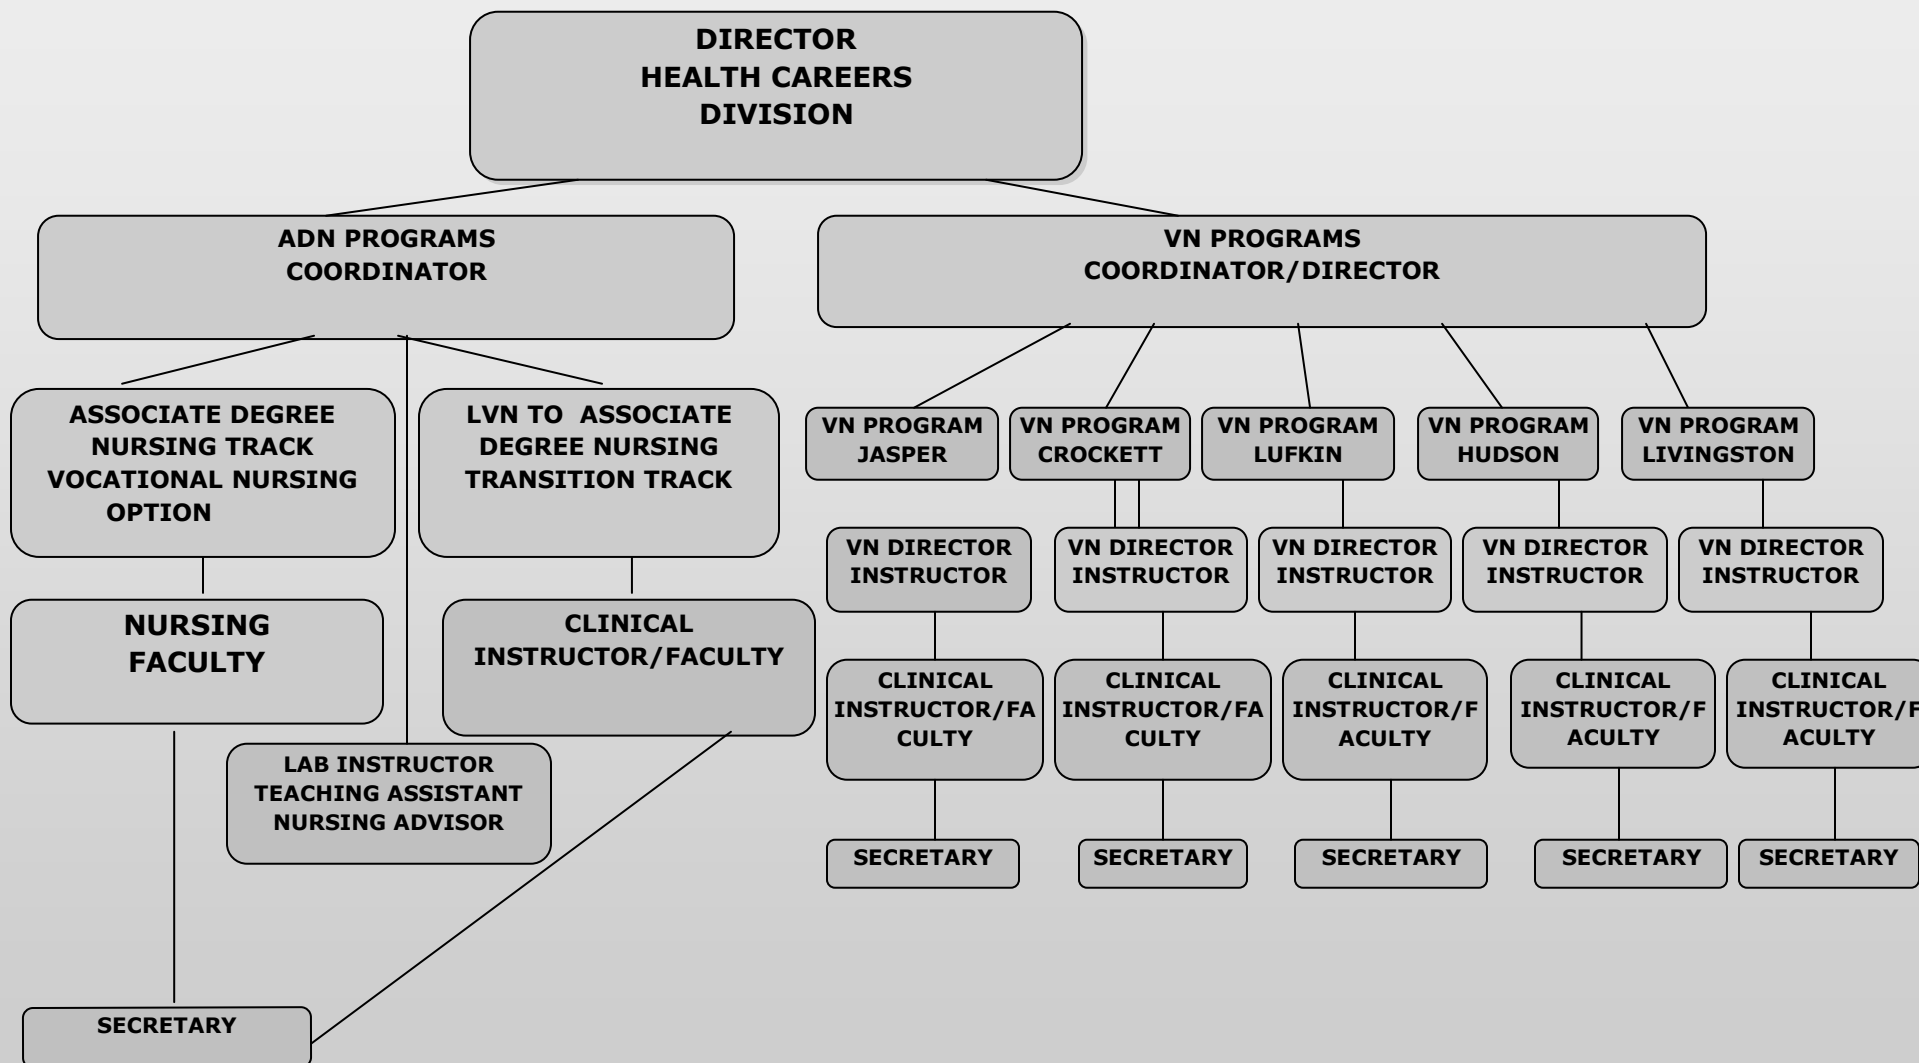 DIRECTOR
HEALTH CAREERS
DIVISION
ADN PROGRAMS
COORDINATOR
VN PROGRAMS
COORDINATOR/DIRECTOR
ASSOCIATE DEGREE
NURSING TRACK
VOCATIONAL NURSING
OPTION
LVN TO  ASSOCIATE
DEGREE NURSING
TRANSITION TRACK
VN PROGRAM
JASPER
VN PROGRAM
CROCKETT
VN PROGRAM
LUFKIN
VN PROGRAM
HUDSON
VN PROGRAM
LIVINGSTON
VN DIRECTOR
INSTRUCTOR
VN DIRECTOR
INSTRUCTOR
VN DIRECTOR
INSTRUCTOR
VN DIRECTOR
INSTRUCTOR
VN DIRECTOR
INSTRUCTOR
NURSING
FACULTY
CLINICAL
INSTRUCTOR/FACULTY
CLINICAL
INSTRUCTOR/FA
CULTY
CLINICAL
INSTRUCTOR/FA
CULTY
CLINICAL
INSTRUCTOR/F
ACULTY
CLINICAL
INSTRUCTOR/F
ACULTY
CLINICAL
INSTRUCTOR/F
ACULTY
LAB INSTRUCTOR
TEACHING ASSISTANT
NURSING ADVISOR
SECRETARY
SECRETARY
SECRETARY
SECRETARY
SECRETARY
SECRETARY